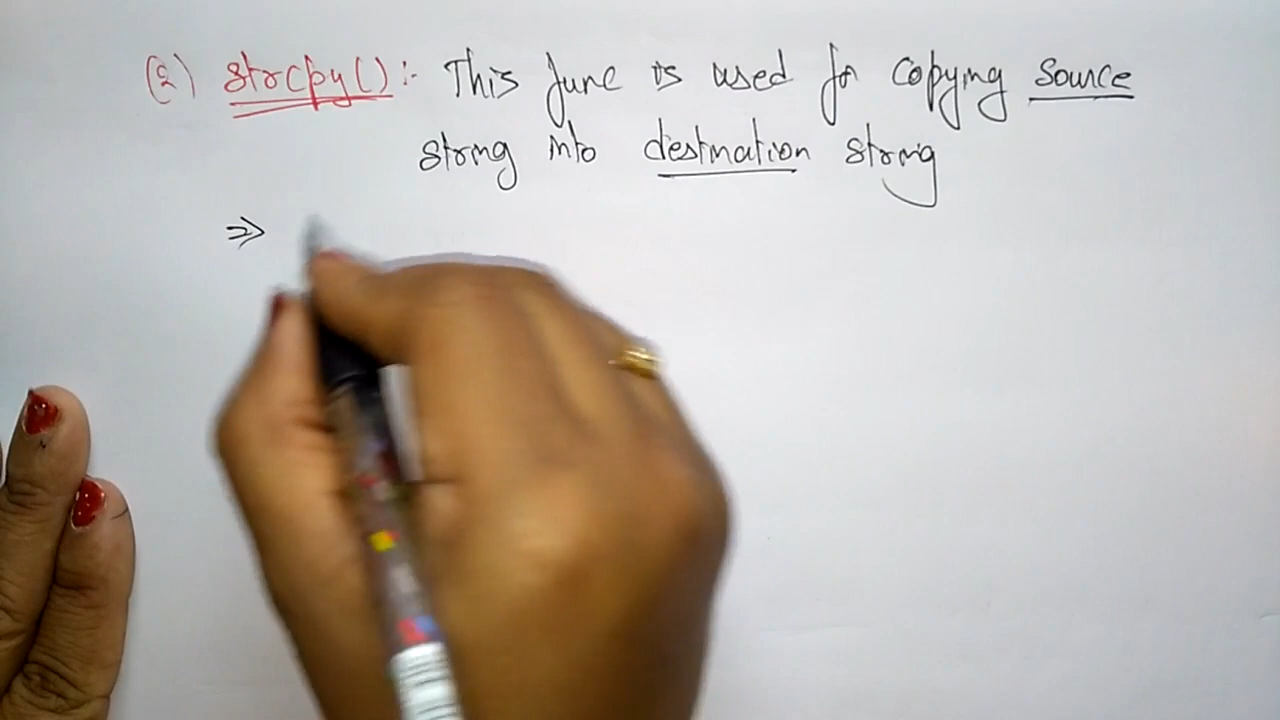 (2) strcpy() :- This func is used for copying source
string into destination string
⇒